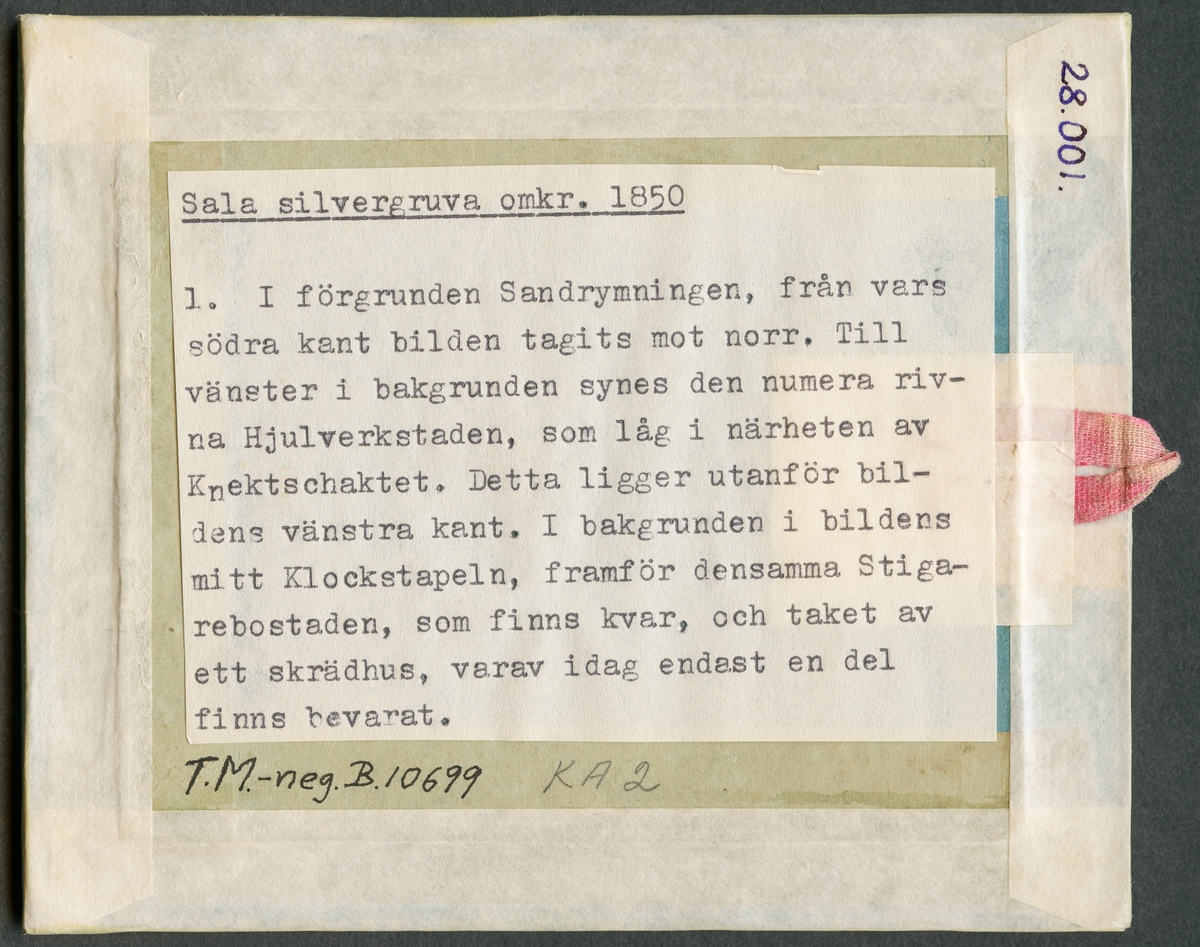 28.001.
Sala silvergruva omkr. 1850
1. I förgrunden Sandrymningen, från vars
södra kant bilden tagits mot norr. Till
vänster i bakgrunden synes den numera riv-
na Hjulverkstaden, som låg i närheten av
Knektschaktet. Detta ligger utanför bil-
dens vänstra kant. I bakgrunden i bildens
mitt Klockstapeln, framför densamma Stiga-
rebostaden, som finns kvar, och taket av
ett skrädhus, varav idag endast en del
finns bevarat.
T.M.-neg.B.10699 KA2